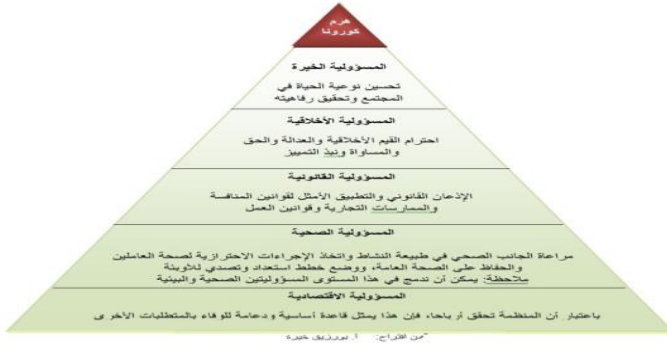 هرم
كورونا
المسؤولية الخيرة
تحسين نوعية الحياة في
المجتمع وتحقيق رفاهيته
المسؤولية الأخلاقية
احترام القيم الأخلاقية والعدالة والحق
والمساواة ونبذ التمييز
المسؤولية القانونية
الإذعان القانوني والتطبيق الأمثل لقوانين المنافسة
والممارسات التجارية وقوانين العمل
المسؤولية الصحية
مراعاة الجانب الصحي في طبيعة النشاط واتخاذ الإجراءات الاحترازية لصحة العاملين
والحفاظ على الصحة العامة، ووضع خطط استعداد وتصدي للأوبئة
ملاحظة: يمكن أن ندمج في هذا المستوى المسؤوليتين الصحية والبيئية
المسؤولية الاقتصادية
باعتبار أن المنظمة تحقق أرباحا، فإن هذا يمثل قاعدة أساسية ودعامة للوفاء بالمتطلبات الأخرى
*من اقتراح: أ. بورزيق خيرة